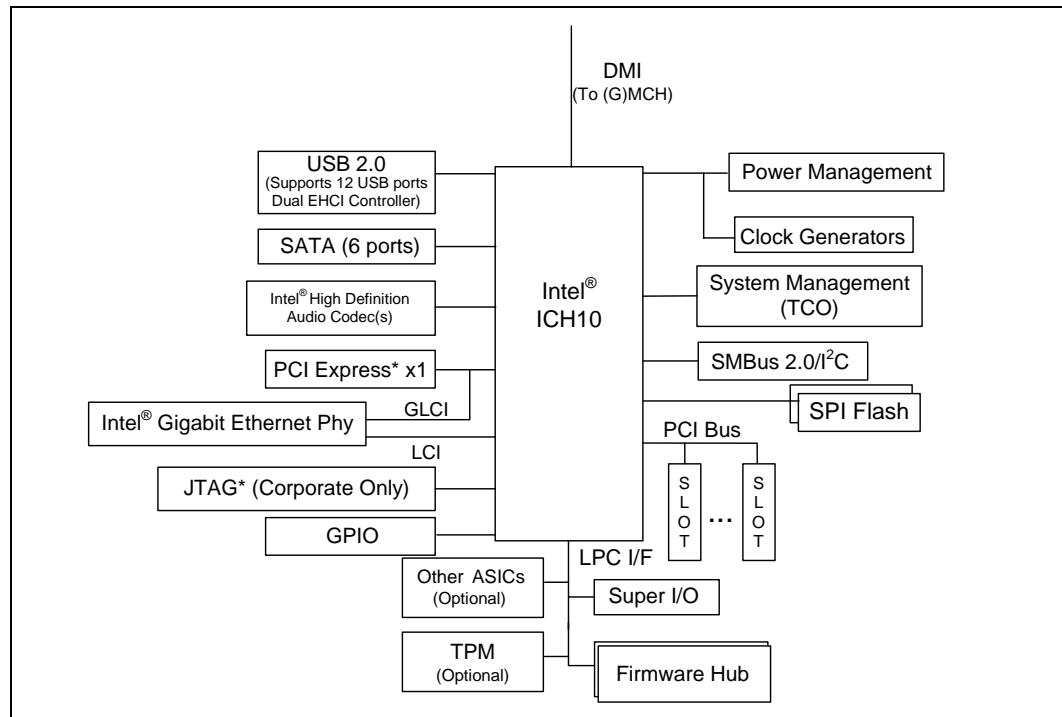 DMI
(To (G)MCH)
USB 2.0
(Supports 12 USB ports
Dual EHCI Controller)
SATA (6 ports)
Intel® High Definition
Audio Codec(s)
PCI Express* x1
GLCI
Intel® Gigabit Ethernet Phy
LCI
JTAG* (Corporate Only)
GPIO
Intel®
ICH10
Power Management
Clock Generators
System Management
(TCO)
SMBus 2.0/I²C
SPI Flash
PCI Bus
SLOT
...
SLOT
LPC I/F
Other ASICs
(Optional)
Super I/O
TPM
(Optional)
Firmware Hub